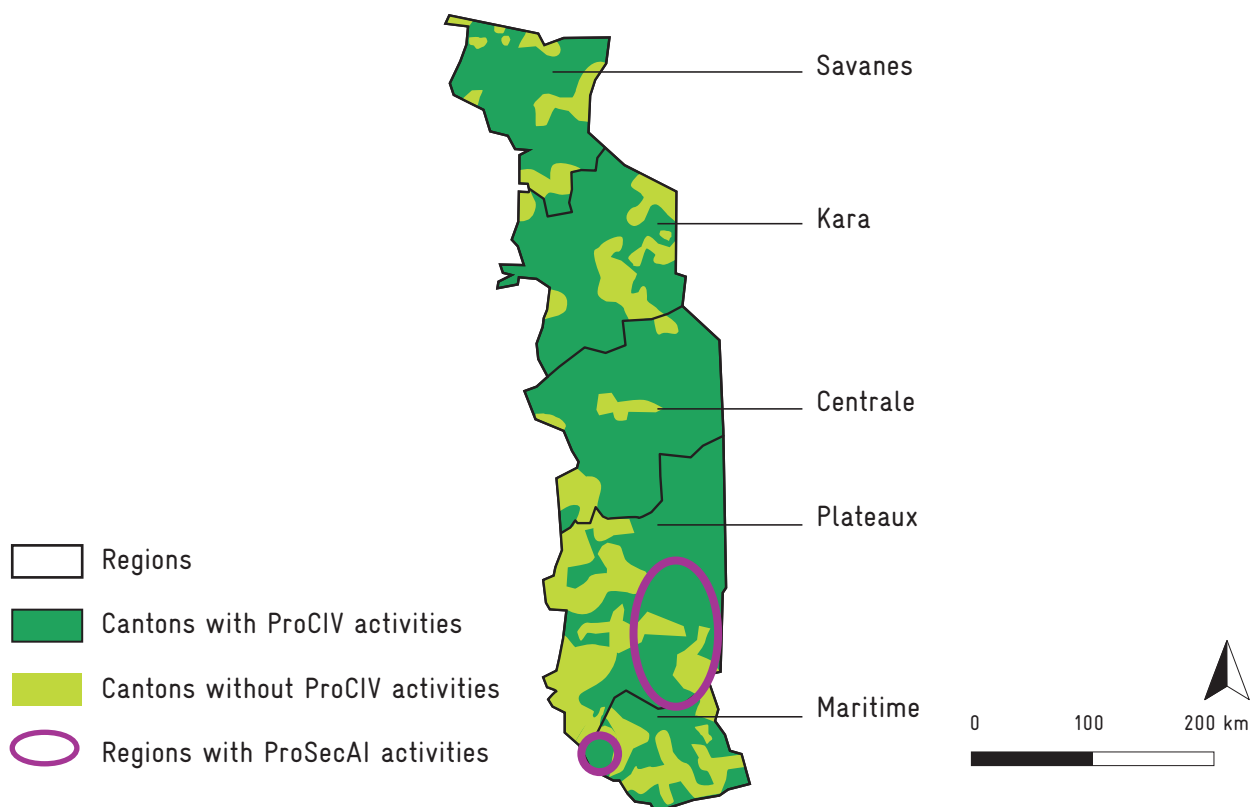 Savanes
Kara
Centrale
Plateaux
Maritime
Regions
Cantons with ProCIV activities
Cantons without ProCIV activities
Regions with ProSecAl activities
0 100 200 km